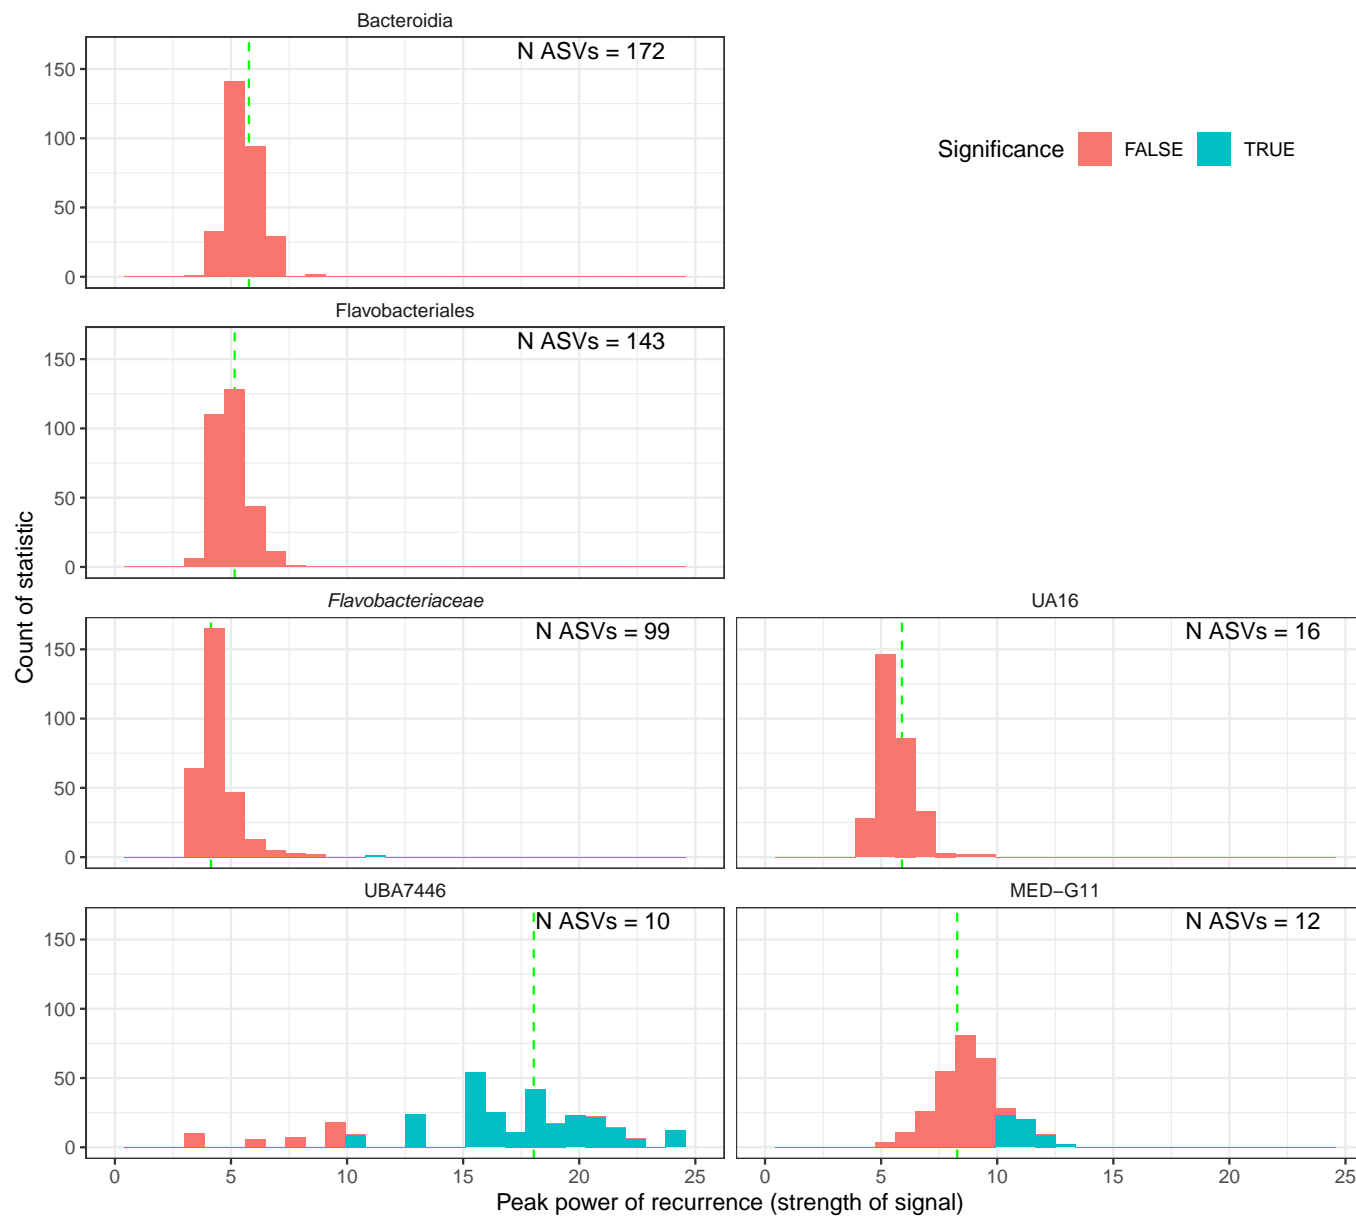 Bacteroidia
N ASVs = 172
150
100
50
0
Significance FALSE TRUE
Flavobacteriales
N ASVs = 143
150
100
50
0
Count of statistic
Flavobacteriaceae
N ASVs = 99
150
100
50
0
UA16
N ASVs = 16
UBA7446
N ASVs = 10
150
100
50
0
MED−G11
N ASVs = 12
0 5 10 15 20 25
0 5 10 15 20 25
Peak power of recurrence (strength of signal)